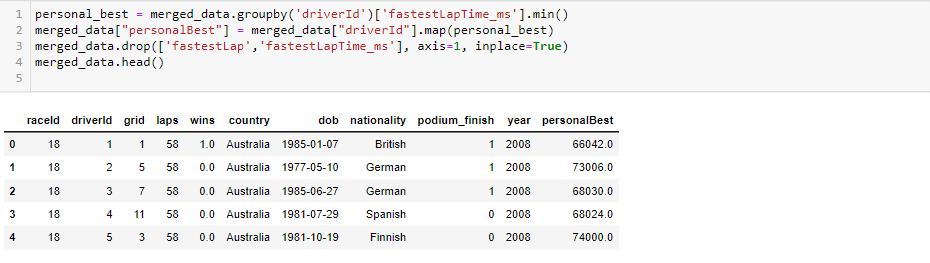 1 personal_best = merged_data.groupby('driverId')['fastestLapTime_ms'].min()
2 merged_data["personalBest"] = merged_data["driverId"].map(personal_best)
3 merged_data.drop(['fastestLap','fastestLapTime_ms'], axis=1, inplace=True)
4 merged_data.head()
5
raceId driverId grid laps wins country dob nationality podium_finish year personalBest
0 18 1 1 58 1.0 Australia 1985-01-07 British 1 2008 66042.0
1 18 2 5 58 0.0 Australia 1977-05-10 German 1 2008 73006.0
2 18 3 7 58 0.0 Australia 1985-06-27 German 1 2008 68030.0
3 18 4 11 58 0.0 Australia 1981-07-29 Spanish 0 2008 68024.0
4 18 5 3 58 0.0 Australia 1981-10-19 Finnish 0 2008 74000.0